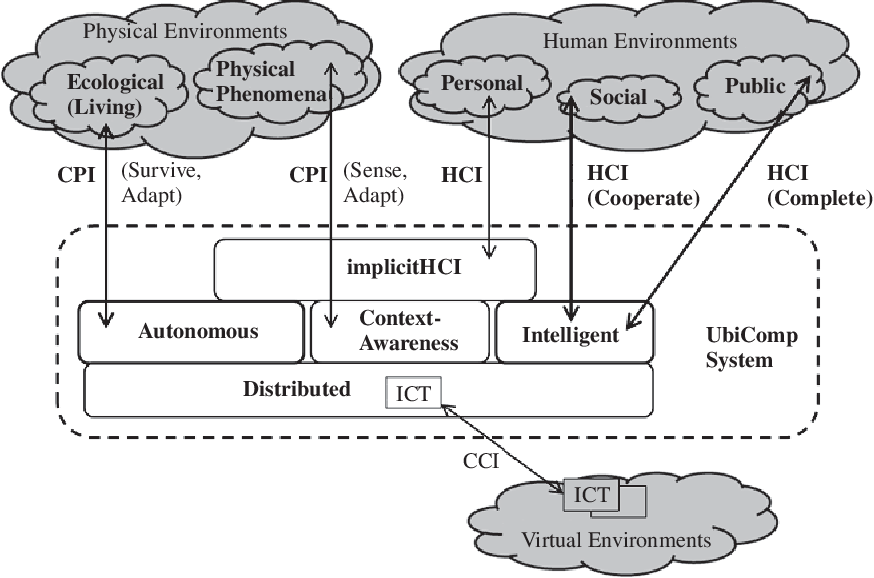 Physical Environments
Ecological
(Living)
Physical
Phenomena
Human Environments
Personal
Social
Public
CPI
(Survive,
Adapt)
CPI
(Sense,
Adapt)
HCI
HCI
(Cooperate)
HCI
(Complete)
implicitHCI
Autonomous
Context-
Awareness
Intelligent
UbiComp
System
Distributed
ICT
CCI
ICT
Virtual Environments